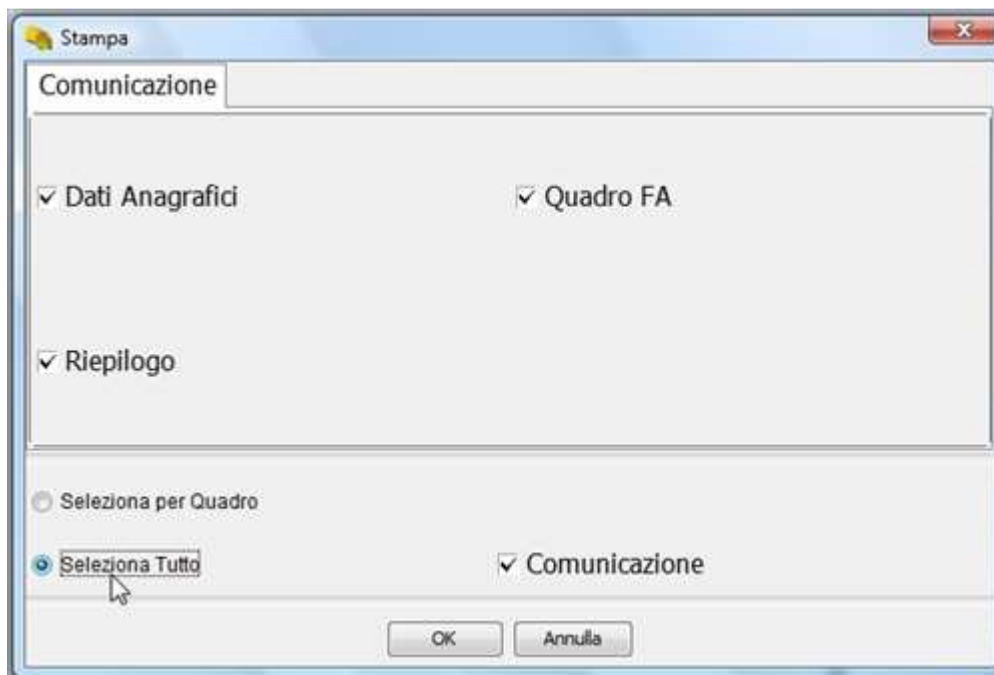 Stampa
Comunicazione
Dati Anagrafici Quadro FA
Riepilogo
Seleziona per Quadro
Seleziona Tutto Comunicazione
OK Annulla